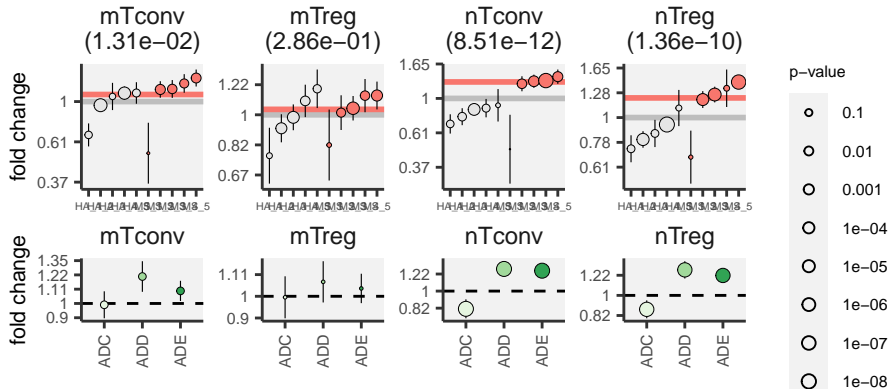 mTconv mTreg nTconv nTreg
(1.31e−02) (2.86e−01) (8.51e−12) (1.36e−10)
fold change
1
0.61
0.37
1.22
1
0.82
0.67
1.65
1
0.61
0.37
1.65
1.28
1
0.78
0.61
p−value
0.1
0.01
0.001
1e−04
1e−05
1e−06
1e−07
1e−08
mTconv mTreg nTconv nTreg
fold change
1.35
1.22
1.11
1
0.9
1.11
1
0.9
1.22
1
0.82
1.22
1
0.82
ADC ADD ADE
ADC ADD ADE
ADC ADD ADE
ADC ADD ADE